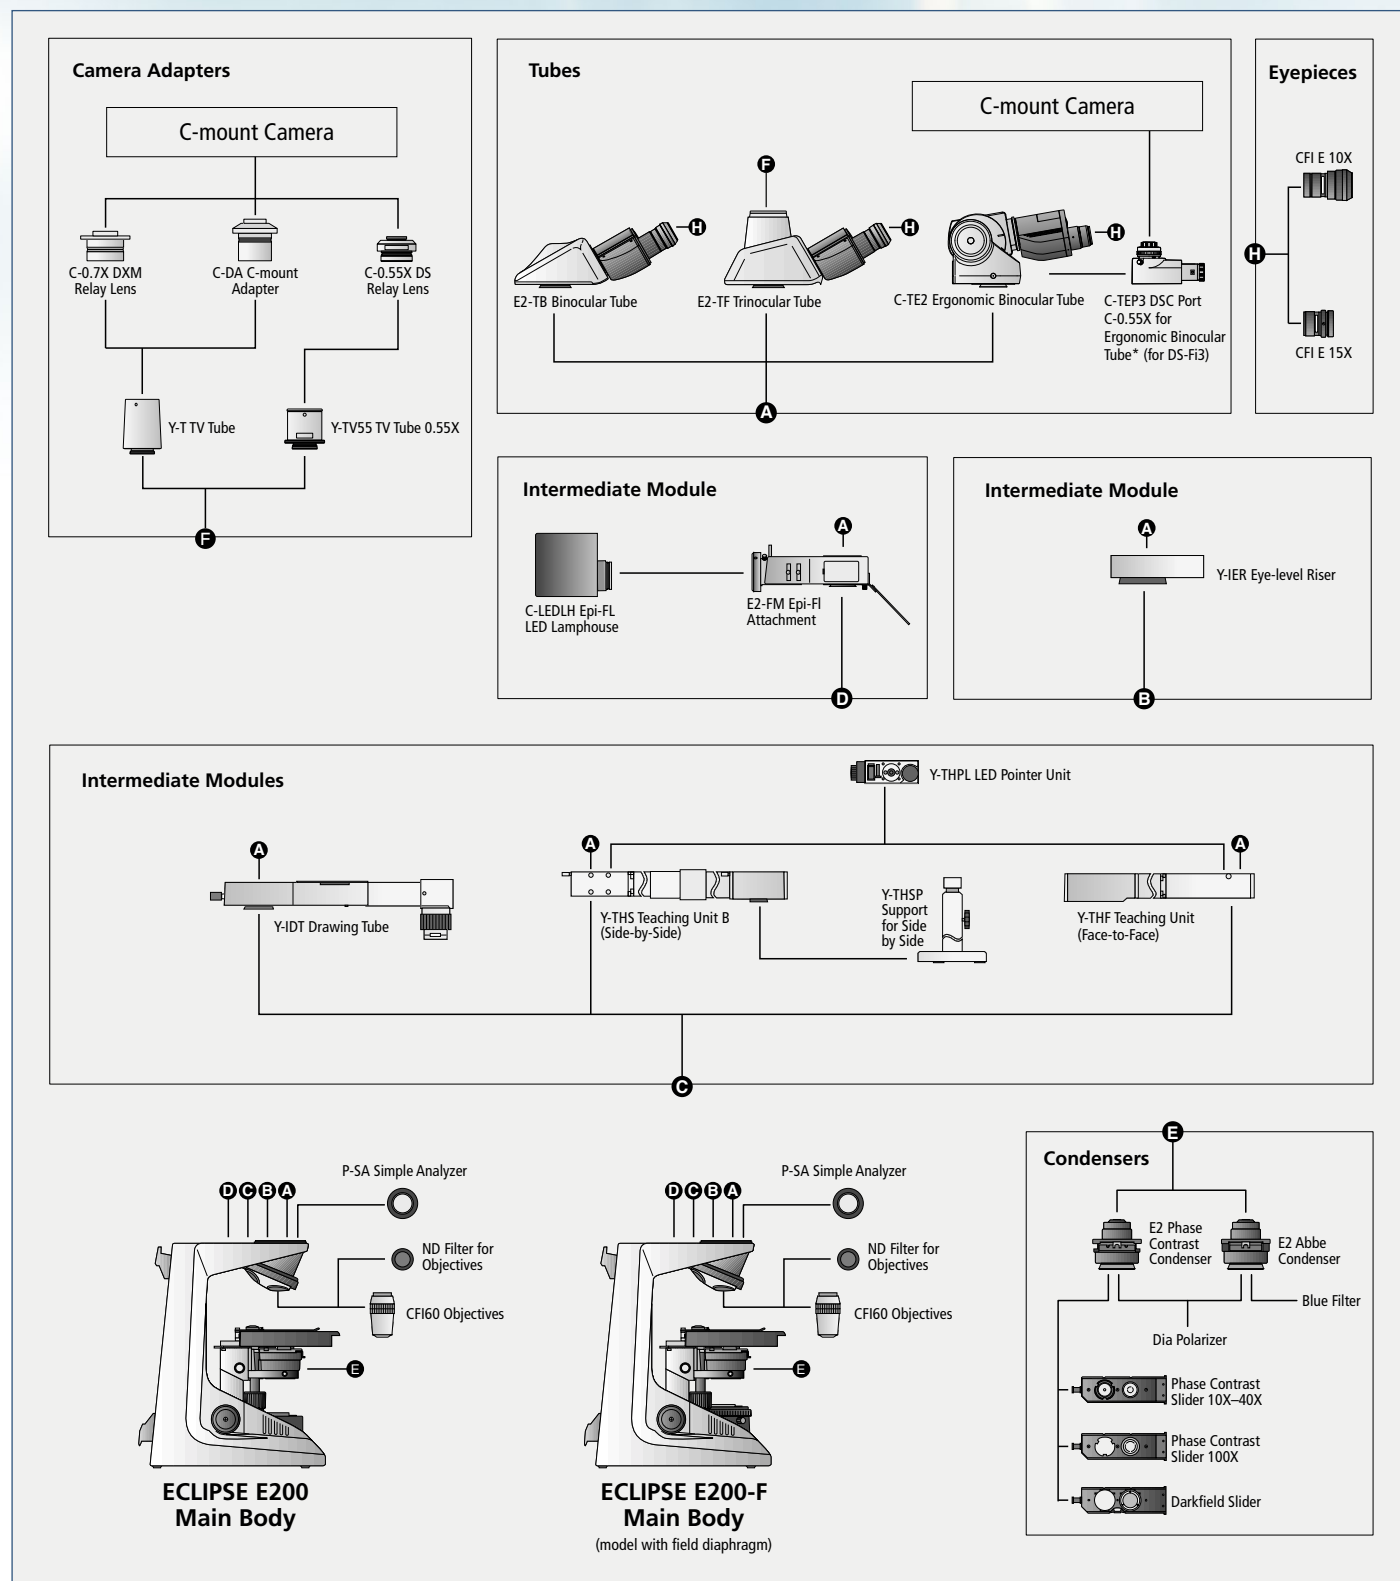 Camera Adapters
C-mount Camera
C-0.7X DXM
Relay Lens
C-DA C-mount
Adapter
C-0.55X DS
Relay Lens
Y-T TV Tube
Y-TV55 TV Tube 0.55X
F
Tubes
C-mount Camera
F
H
H
H
E2-TB Binocular Tube
E2-TF Trinocular Tube
C-TE2 Ergonomic Binocular Tube
C-TEP3 DSC Port
C-0.55X for
Ergonomic Binocular
Tube* (for DS-Fi3)
A
Eyepieces
CFI E 10X
H
CFI E 15X
Intermediate Module
A
C-LEDLH Epi-FL
LED Lamphouse
E2-FM Epi-Fl
Attachment
D
Intermediate Module
A
Y-IER Eye-level Riser
B
Intermediate Modules
Y-THPL LED Pointer Unit
A
A
A
Y-IDT Drawing Tube
Y-THS Teaching Unit B
(Side-by-Side)
Y-THSP
Support
for Side
by Side
Y-THF Teaching Unit
(Face-to-Face)
C
P-SA Simple Analyzer
D C B A
ND Filter for
Objectives
CFI60 Objectives
E
ECLIPSE E200
Main Body
P-SA Simple Analyzer
D C B A
ND Filter for
Objectives
CFI60 Objectives
E
ECLIPSE E200-F
Main Body
(model with field diaphragm)
E
Condensers
E2 Phase
Contrast
Condenser
E2 Abbe
Condenser
Blue Filter
Dia Polarizer
Phase Contrast
Slider 10X–40X
Phase Contrast
Slider 100X
Darkfield Slider